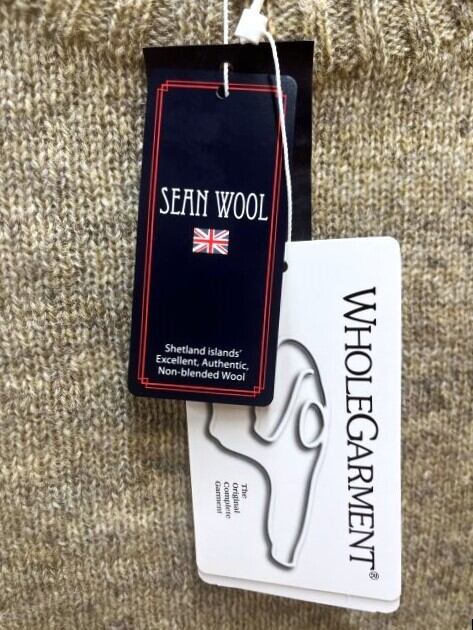 SEAN WOOL
Shetland islands'
Excellent, Authentic,
Non-blended Wool
WHOLEGARMENT®
The
Original
Complete
Garment